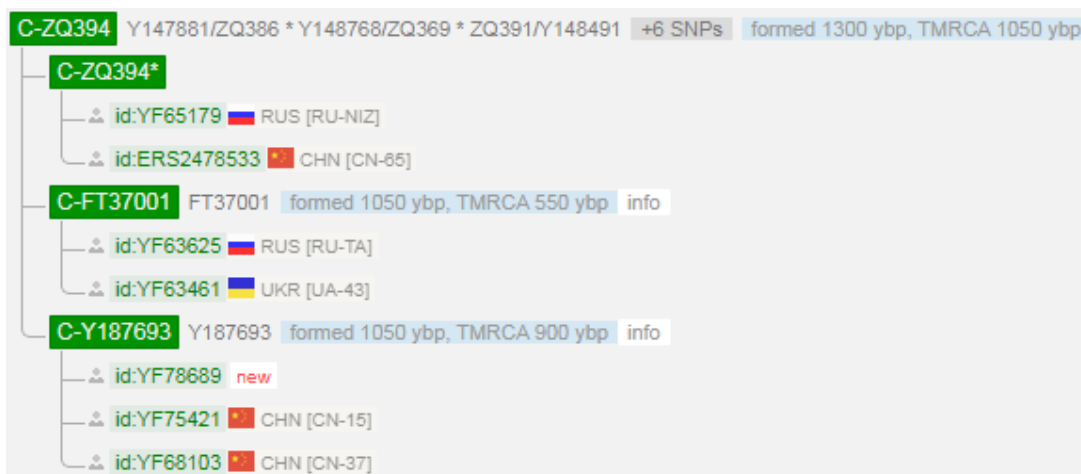 C-ZQ394 Y147881/ZQ386 * Y148768/ZQ369 * ZQ391/Y148491 +6 SNPs formed 1300 ybp, TMRCA 1050 ybp
C-ZQ394*
id:YF65179 RUS [RU-NIZ]
id:ERS2478533 CHN [CN-65]
C-FT37001 FT37001 formed 1050 ybp, TMRCA 550 ybp info
id:YF63625 RUS [RU-TA]
id:YF63461 UKR [UA-43]
C-Y187693 Y187693 formed 1050 ybp, TMRCA 900 ybp info
id:YF78689 new
id:YF75421 CHN [CN-15]
id:YF68103 CHN [CN-37]